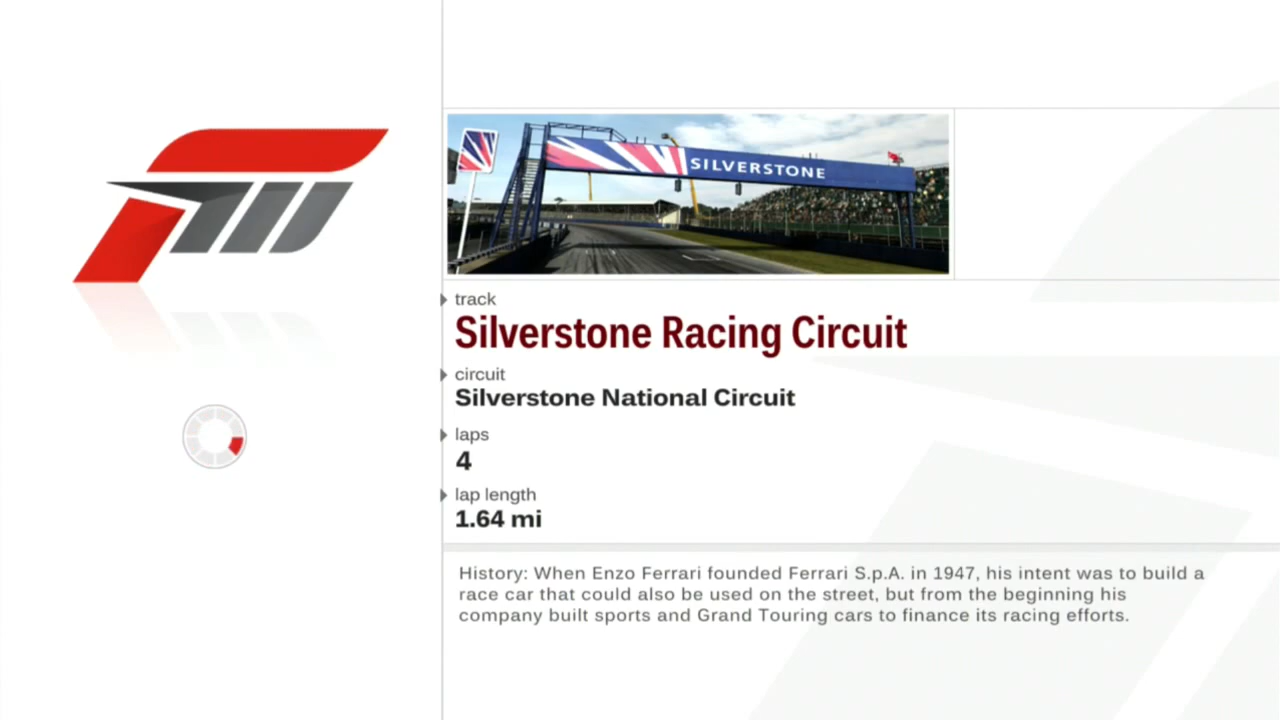 SILVERSTONE
track
Silverstone Racing Circuit
circuit
Silverstone National Circuit
laps
4
lap length
1.64 mi
History: When Enzo Ferrari founded Ferrari S.p.A. in 1947, his intent was to build a
race car that could also be used on the street, but from the beginning his
company built sports and Grand Touring cars to finance its racing efforts.